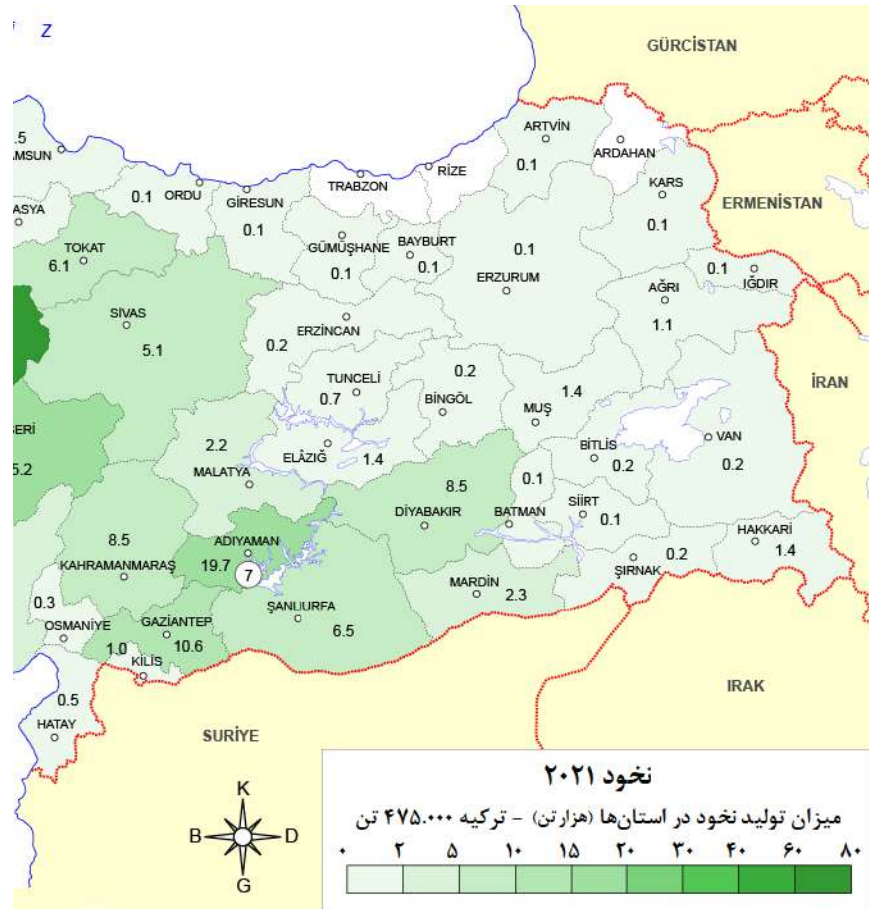 Z
GÜRCİSTAN
.5
AMSUN
ARTVİN
0.1
ARDAHAN
RİZE
TRABZON
ORDU
0.1
GİRESUN
0.1
KARS
0.1
ERMENİSTAN
ASYA
TOKAT
6.1
GÜMÜŞHANE
0.1
BAYBURT
0.1
0.1
ERZURUM
0.1
IĞDIR
AĞRI
1.1
SIVAS
5.1
ERZİNCAN
0.2
İRAN
TUNCELİ
0.7
0.2
BİNGÖL
1.4
MUŞ
VAN
0.2
SERİ
5.2
2.2
MALATYA
ELÂZIĞ
1.4
BİTLİS
0.2
8.5
DİYABAKIR
0.1
BATMAN
SİİRT
0.1
HAKKARİ
1.4
8.5
KAHRAMANMARAŞ
ADIYAMAN
19.7
7
0.2
ŞIRNAK
MARDİN
2.3
0.3
OSMANİYE
GAZİANTEP
10.6
ŞANLıURFA
6.5
1.0
KİLİS
0.5
HATAY
SURİYE
IRAK
K
B
D
G
نخود ۲۰۲۱
میزان تولید نخود در استان‌ها (هزار تن) - ترکیه ۴۷۵.۰۰۰ تن
۰ ۲ ۵ ۱۰ ۱۵ ۲۰ ۳۰ ۴۰ ۶۰ ۸۰